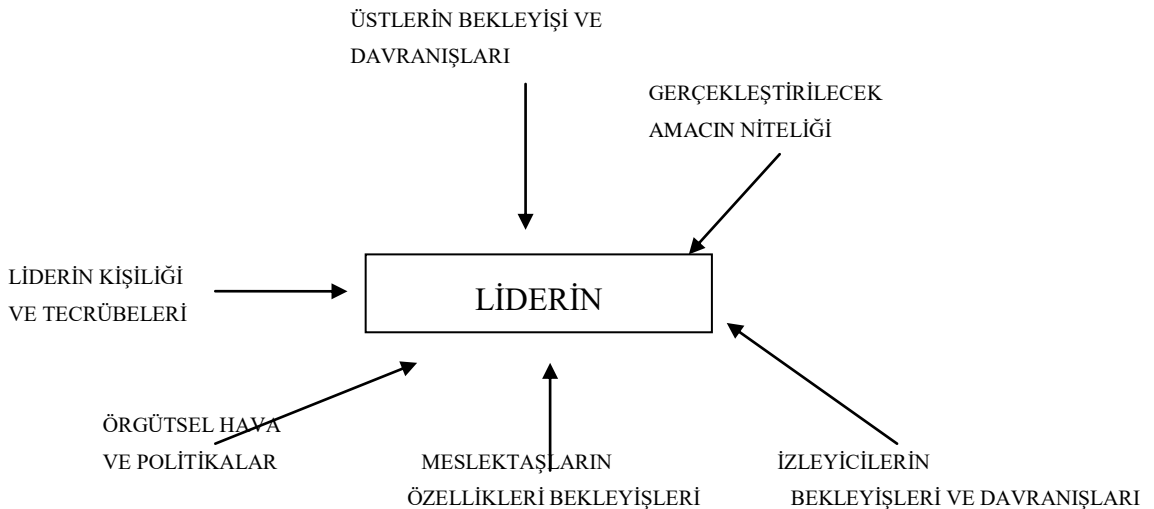 ÜSTLERİN BEKLEYİŞİ VE
DAVRANIŞLARI
GERÇEKLEŞTİRİLECEK
AMACIN NİTELİĞİ
LİDERİN KİŞİLİĞİ
VE TECRÜBELERİ
LİDERİN
ÖRGÜTSEL HAVA
VE POLİTİKALAR
MESLEKTAŞLARIN
ÖZELLİKLERİ BEKLEYİŞLERİ
İZLEYİCİLERİN
BEKLEYİŞLERİ VE DAVRANIŞLARI